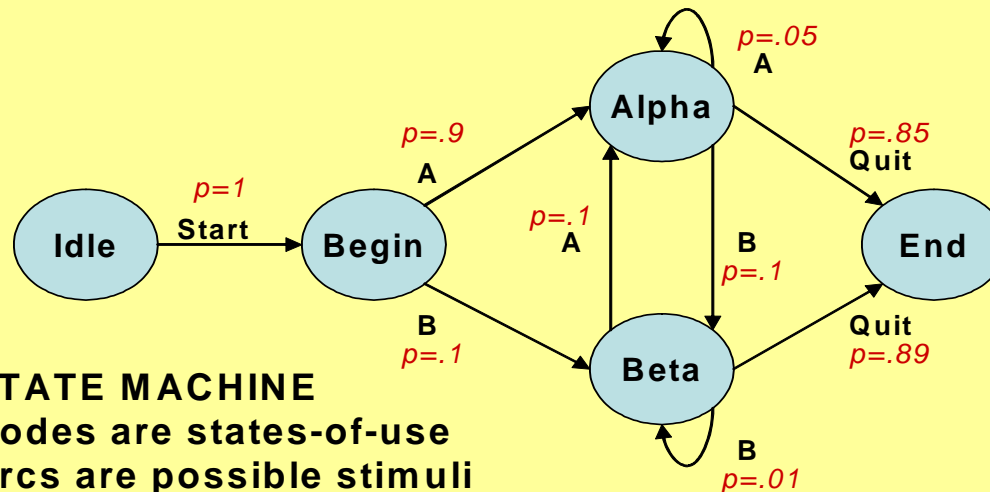 p=.05
A
Alpha
p=.9
A
p=.85
Quit
p=1
Start
p=.1
A
Idle
Begin
B
p=.1
End
B
p=.1
Quit
p=.89
Beta
TATE MACHINE
odes are states-of-use
rcs are possible stimuli
B
p=.01